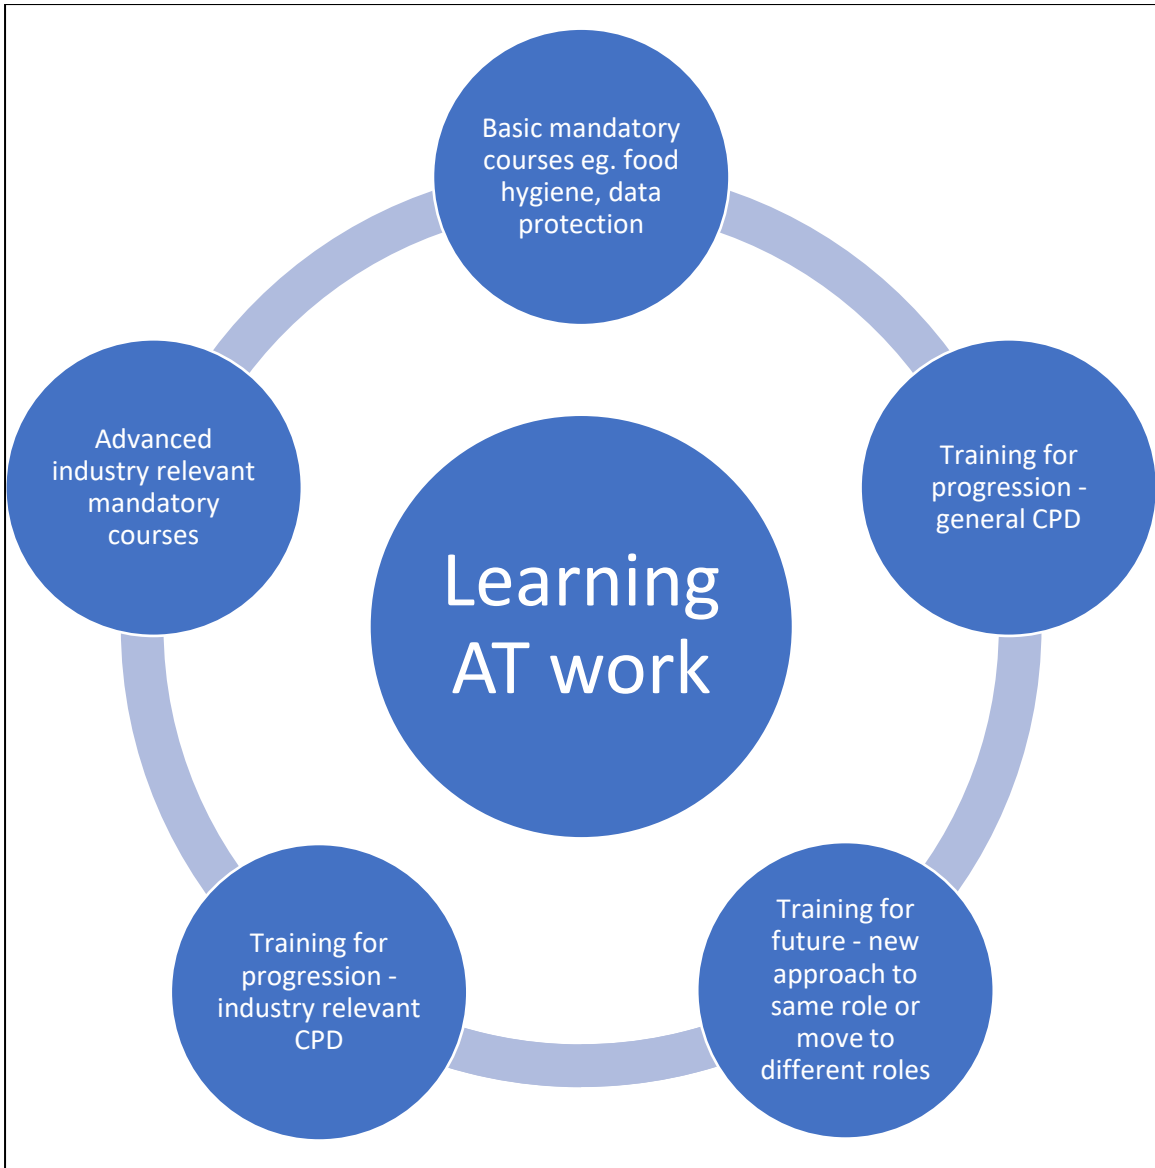 Basic mandatory
courses eg. food
hygiene, data
protection
Training for
progression -
general CPD
Training for
future - new
approach to
same role or
move to
different roles
Training for
progression -
industry relevant
CPD
Advanced
industry relevant
mandatory
courses
Learning
AT work